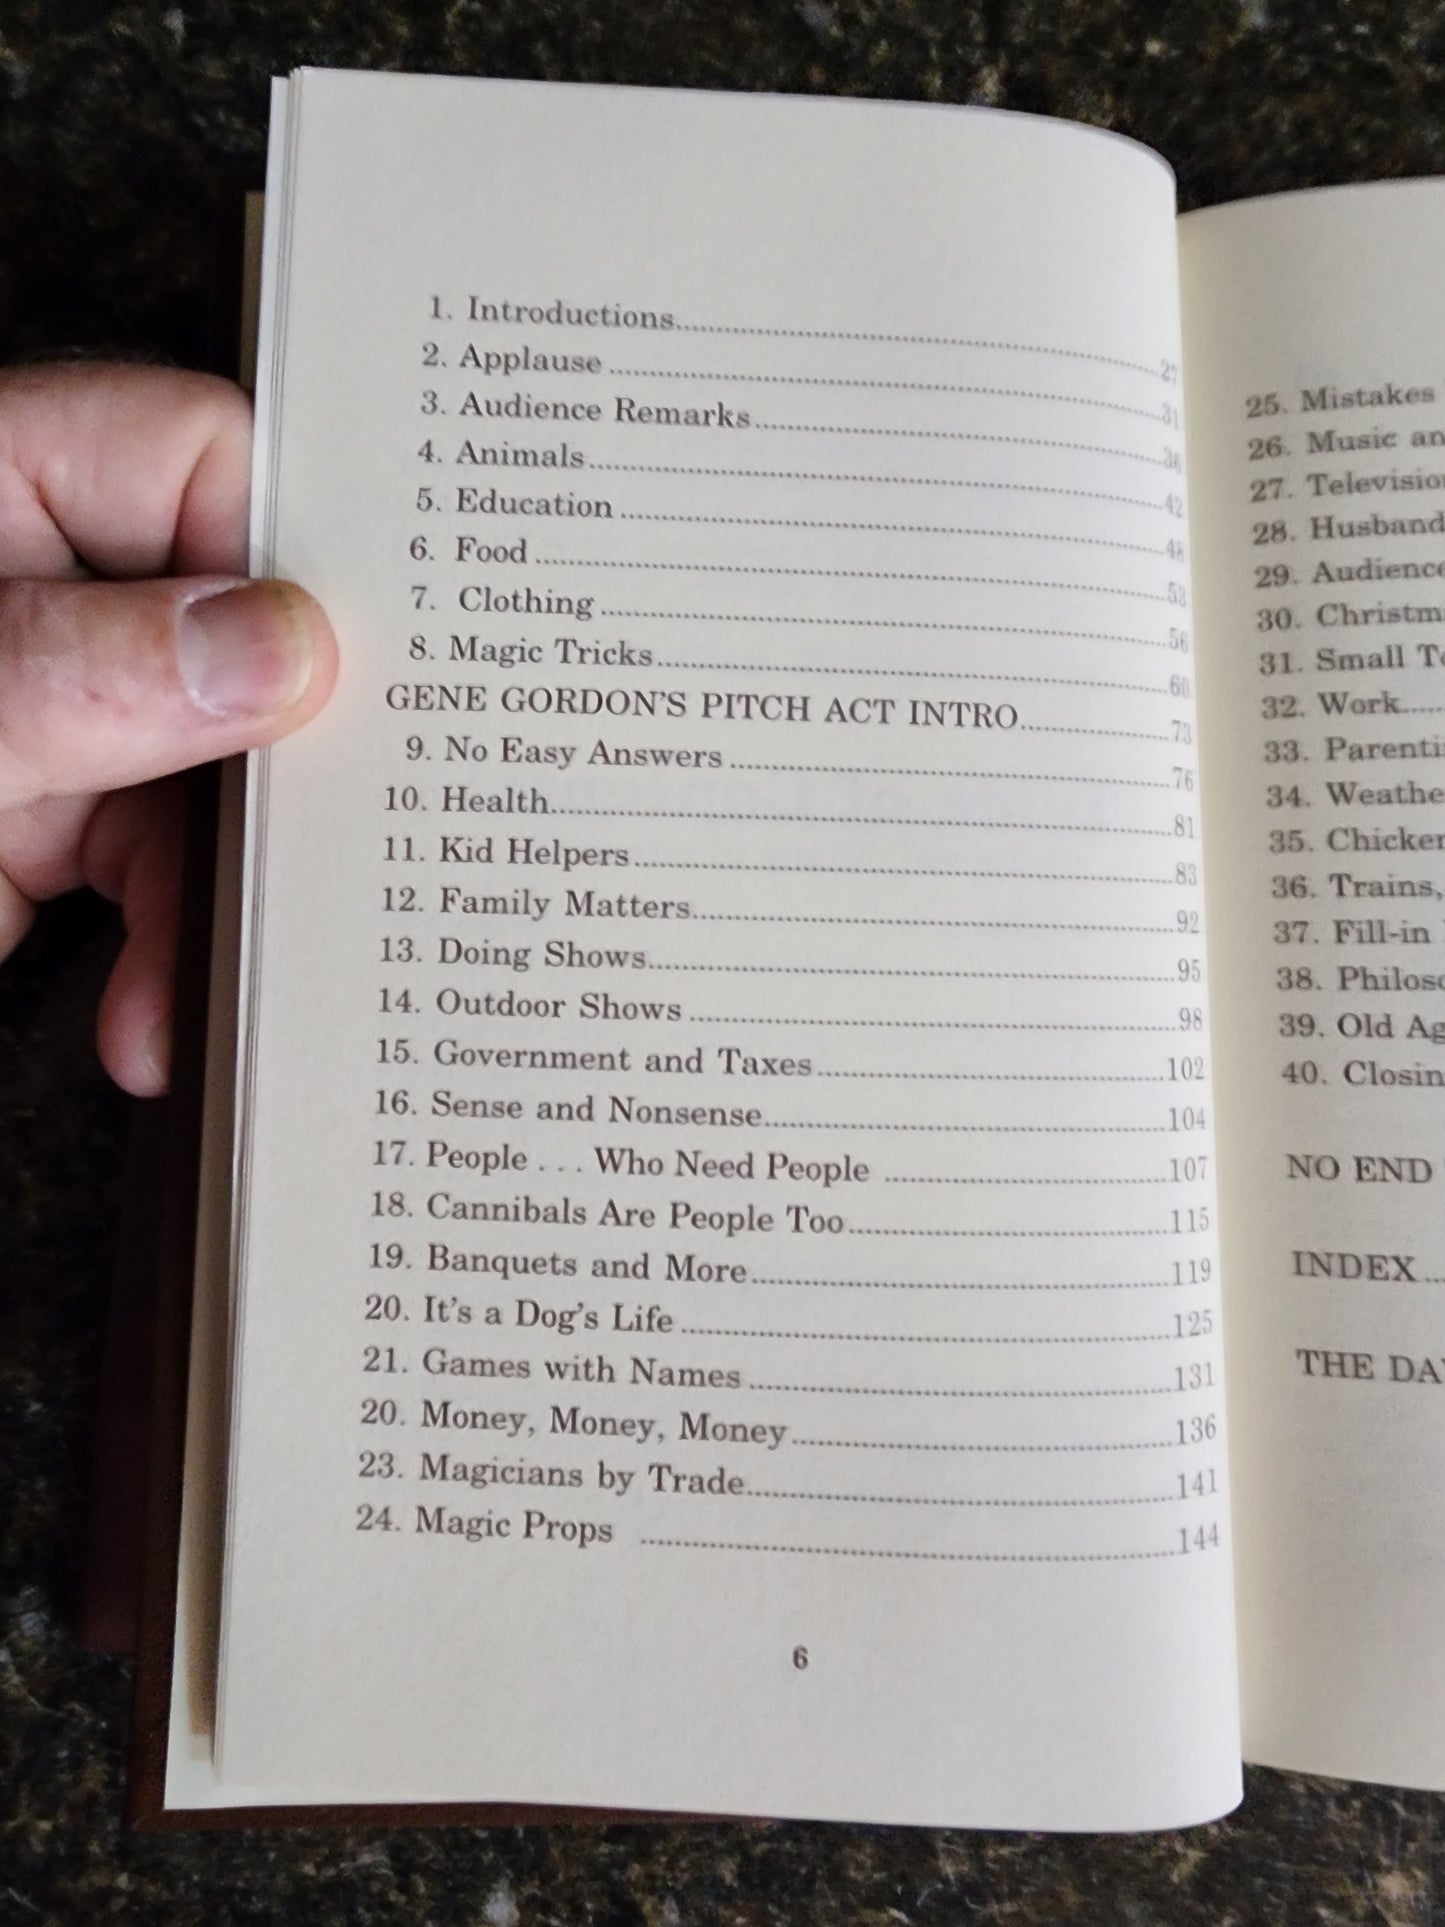 1. Introductions..........27
2. Applause..........31
3. Audience Remarks..........36
4. Animals..........42
5. Education..........48
6. Food..........53
7. Clothing..........56
8. Magic Tricks..........60
GENE GORDON'S PITCH ACT INTRO..........73
9. No Easy Answers..........76
10. Health..........81
11. Kid Helpers..........83
12. Family Matters..........92
13. Doing Shows..........95
14. Outdoor Shows..........98
15. Government and Taxes..........102
16. Sense and Nonsense..........104
17. People . . . Who Need People..........107
18. Cannibals Are People Too..........115
19. Banquets and More..........119
20. It's a Dog's Life..........125
21. Games with Names..........131
20. Money, Money, Money..........136
23. Magicians by Trade..........141
24. Magic Props..........144
6
25. Mistakes
26. Music
27.
28.
29. Audience
30.
31. Small
32. Work......
33.
34.
35.
36. Trains,
37. Fill-in
38.
39. Old
40.
NO END
INDEX...
THE